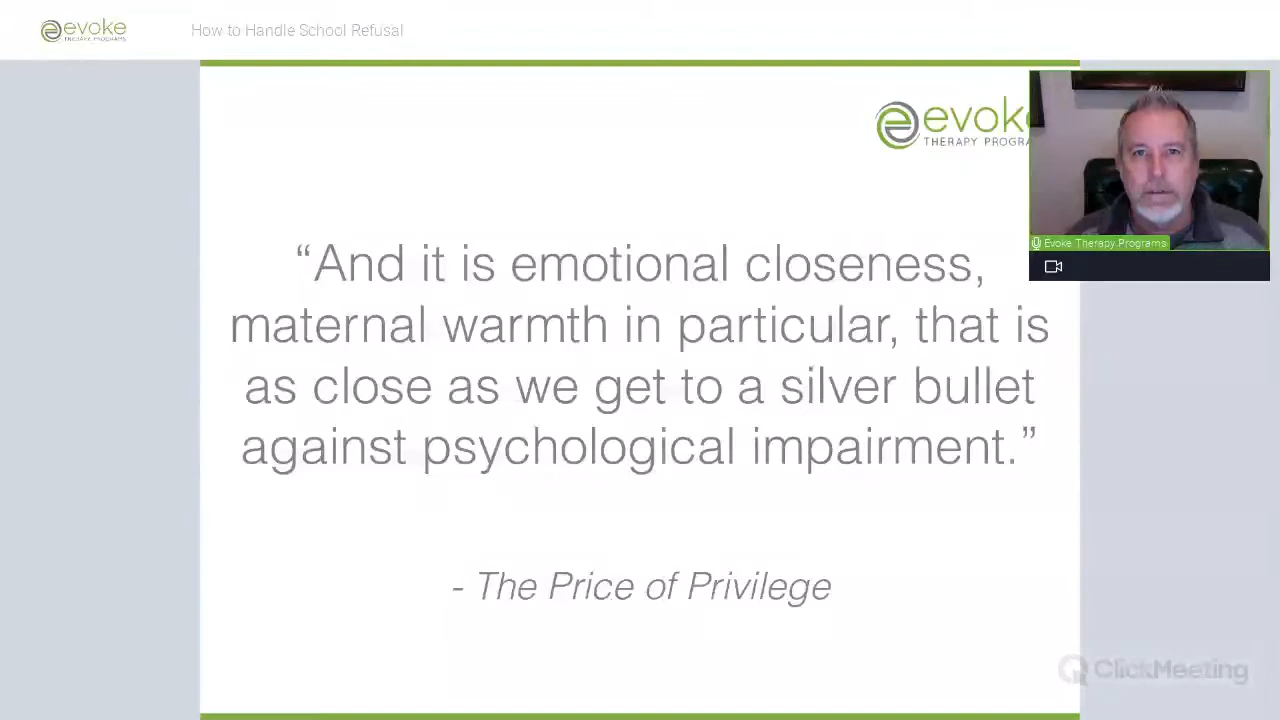 evoke
THERAPY PROGRAMS
How to Handle School Refusal
evoke
THERAPY PROGRA
Evoke Therapy Programs
“And it is emotional closeness,
maternal warmth in particular, that is
as close as we get to a silver bullet
against psychological impairment.”
- The Price of Privilege
ClickMeeting